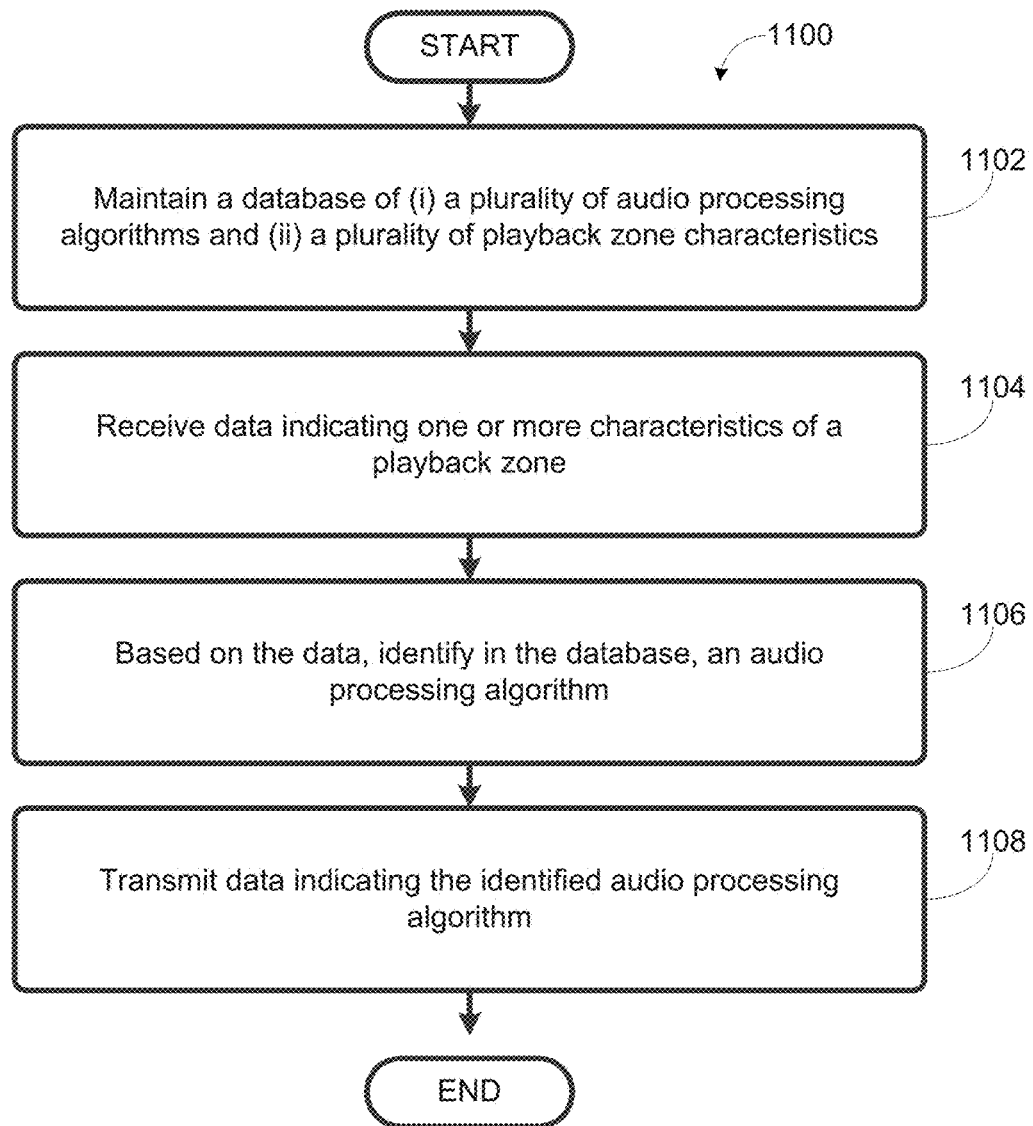 START
1100
Maintain a database of (i) a plurality of audio processing
algorithms and (ii) a plurality of playback zone characteristics
1102
Receive data indicating one or more characteristics of a
playback zone
1104
Based on the data, identify in the database, an audio
processing algorithm
1106
Transmit data indicating the identified audio processing
algorithm
1108
END